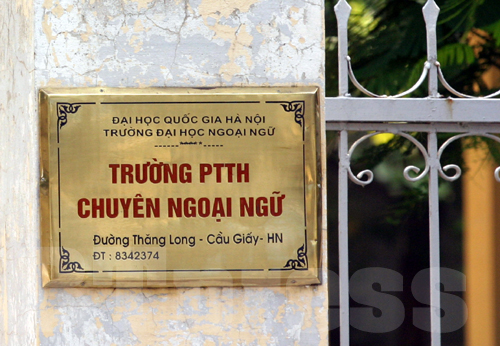 ĐẠI HỌC QUỐC GIA HÀ NỘI
TRƯỜNG ĐẠI HỌC NGOẠI NGỮ
TRƯỜNG PTTH
CHUYÊN NGOẠI NGỮ
Đường Thăng Long - Cầu Giấy- HN
ĐT : 8342374